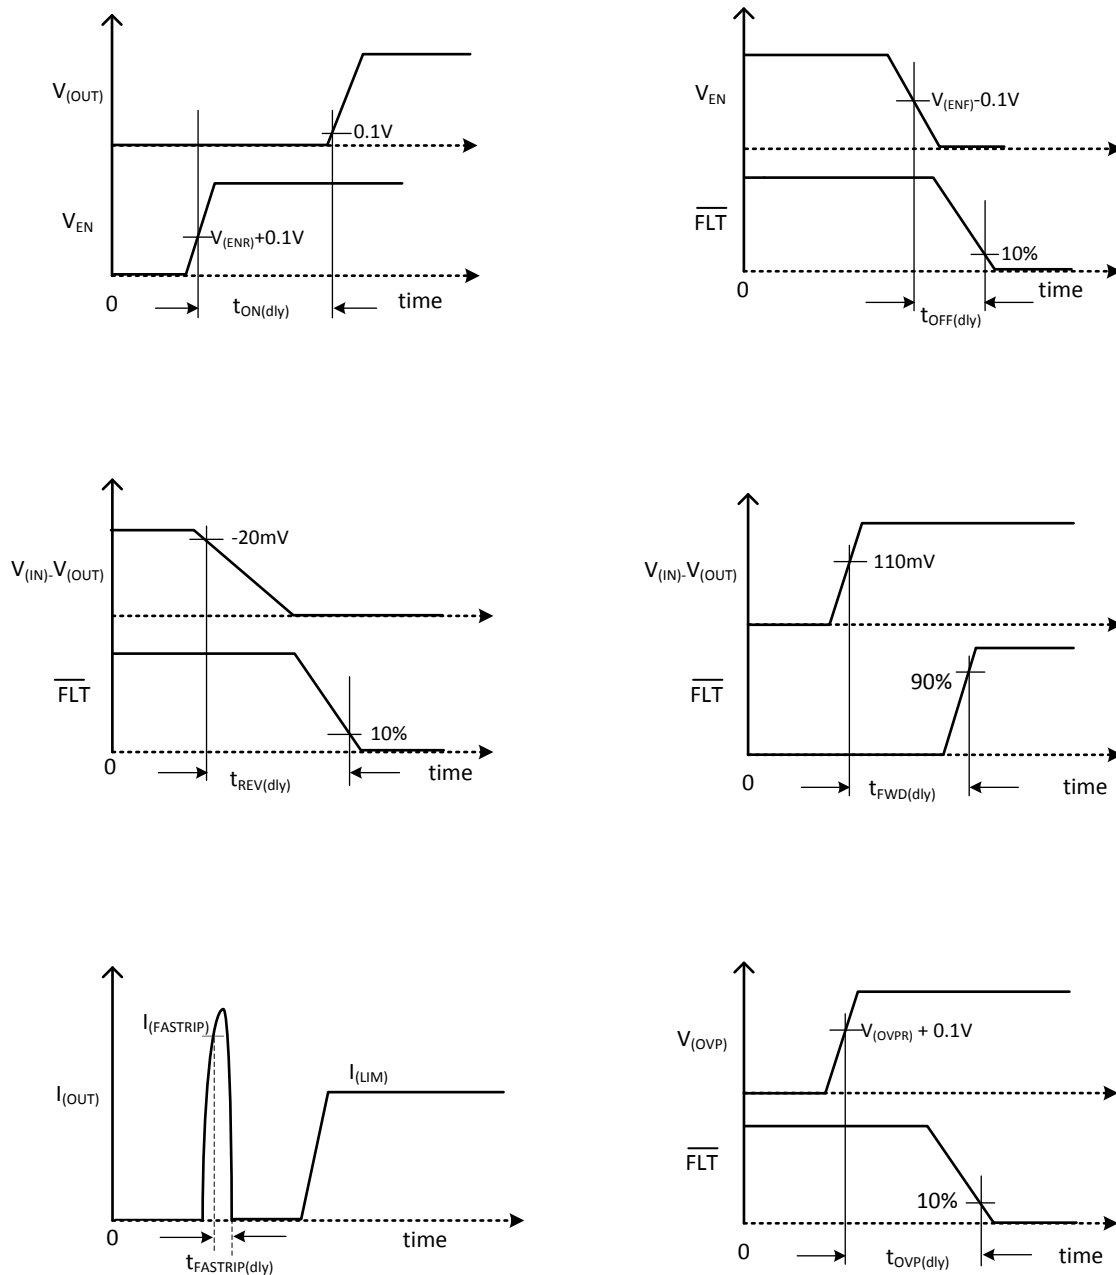 V(OUT)
0.1V
VEN
V(ENR)+0.1V
0
tON(dly)
time
VEN
V(ENF)-0.1V
FLT
10%
0
tOFF(dly)
time
V(IN)-V(OUT)
-20mV
FLT
10%
0
tREV(dly)
time
V(IN)-V(OUT)
110mV
FLT
90%
0
tFWD(dly)
time
I(FASTRIP)
I(OUT)
I(LIM)
0
tFASTRIP(dly)
time
V(OVP)
V(OVPR) + 0.1V
FLT
10%
0
tOVP(dly)
time